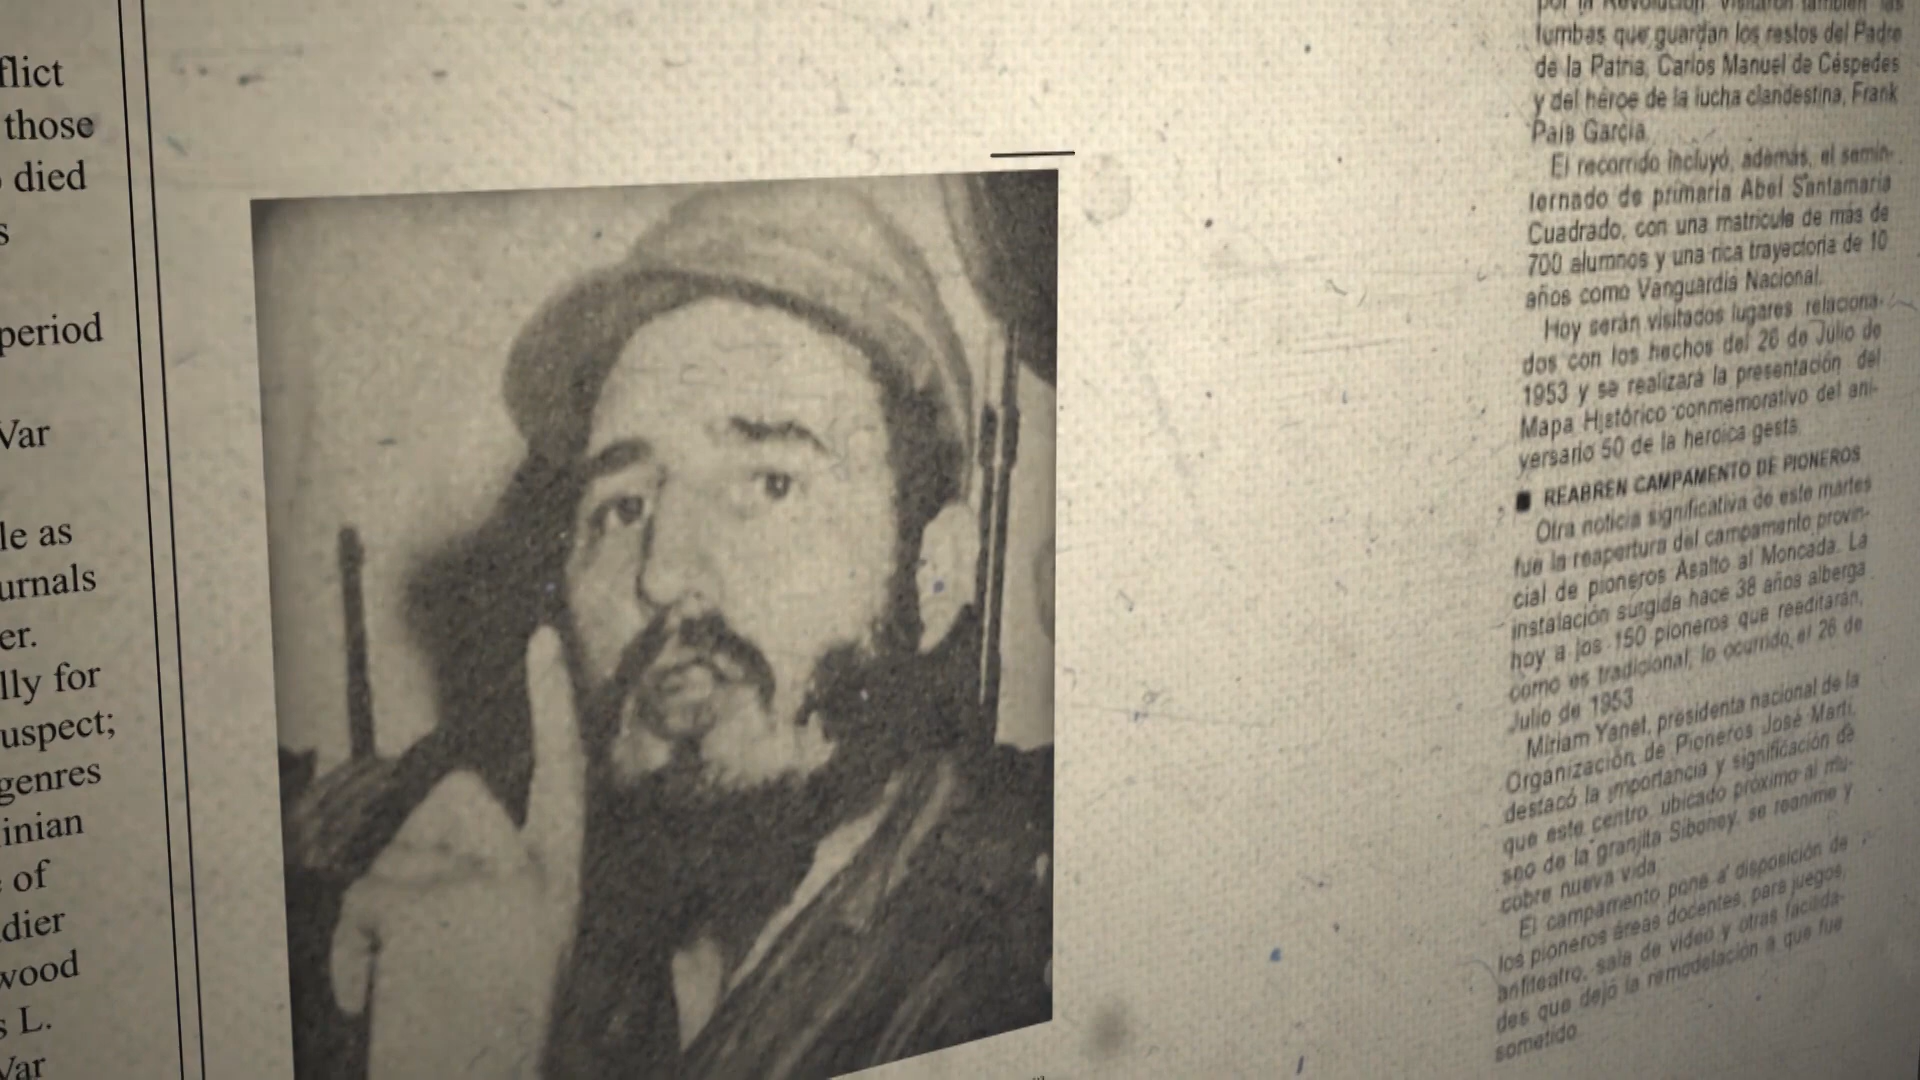 flict
those
died
s
period
Var
le as
urnals
er.
lly for
uspect;
genres
inian
of
dier
wood
s L.
Var
por la Revolución. Visitaron también las
tumbas que guardan los restos del Padre
de la Patria, Carlos Manuel de Céspedes
y del héroe de la lucha clandestina, Frank
País García.
El recorrido incluyó, además, el semin-
ternado de primaria Abel Santamaría
Cuadrado, con una matrícula de más de
700 alumnos y una rica trayectoria de 10
años como Vanguardia Nacional.
Hoy serán visitados lugares relaciona-
dos con los hechos del 26 de Julio de
1953 y se realizará la presentación del
Mapa Histórico conmemorativo del ani-
versario 50 de la heroica gesta.
■ REABREN CAMPAMENTO DE PIONEROS
Otra noticia significativa de este martes
fue la reapertura del campamento provin-
cial de pioneros Asalto al Moncada. La
instalación surgida hace 38 años alberga
hoy a los 150 pioneros que reeditarán,
como es tradicional, lo ocurrido el 26 de
Julio de 1953.
Miriam Yanet, presidenta nacional de la
Organización de Pioneros José Martí,
destacó la importancia y significación de
que este centro, ubicado próximo al mu-
seo de la granjita Siboney, se reanime y
cobre nueva vida.
El campamento pone a disposición de
los pioneros áreas docentes, para juegos,
anfiteatro, sala de video y otras facilida-
des que dejó la remodelación a que fue
sometido.